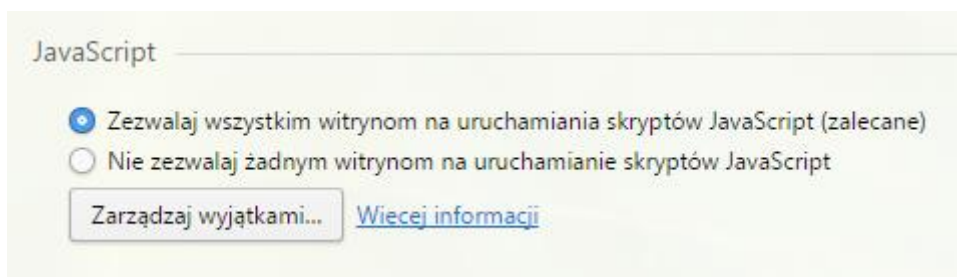 JavaScript
Zezwalaj wszystkim witrynom na uruchamiania skryptów JavaScript (zalecane)
Nie zezwalaj żadnym witrynom na uruchamianie skryptów JavaScript
Zarządzaj wyjątkami... Więcej informacji